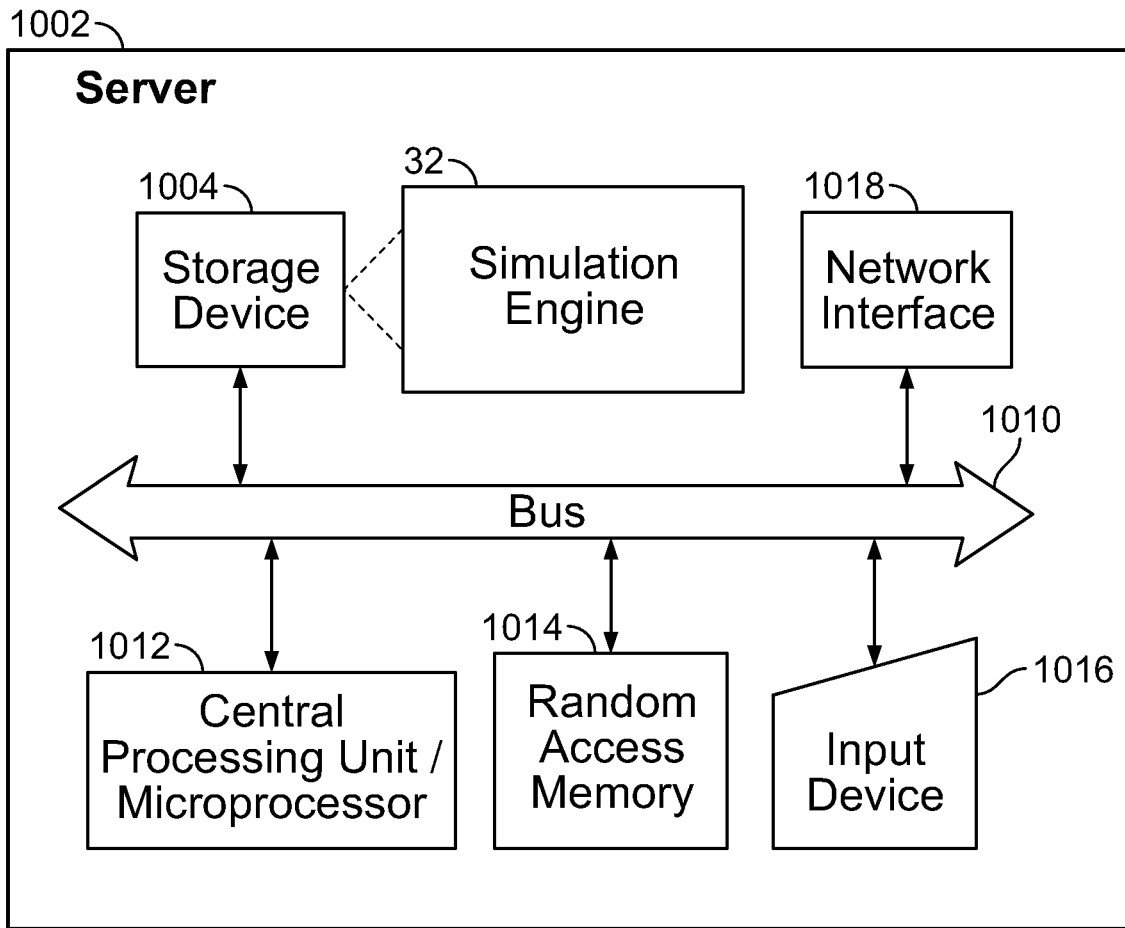 1002
Server
1004
32
1018
Storage
Device
Simulation
Engine
Network
Interface
1010
Bus
1012
1014
1016
Central
Processing Unit /
Microprocessor
Random
Access
Memory
Input
Device